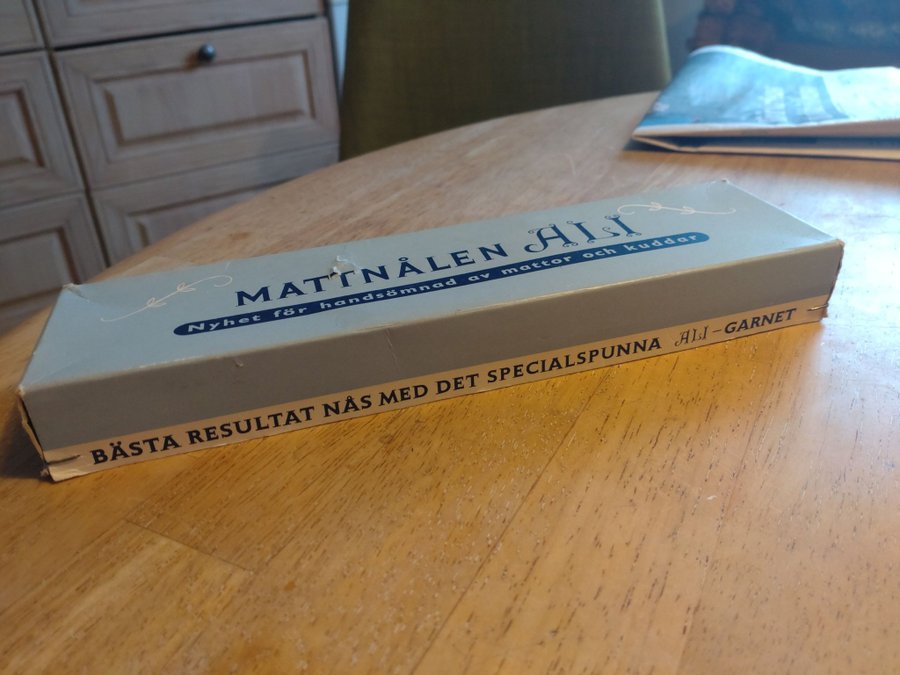 MATTNÅLEN ALI
Nyhet för handsömnad av mattor och kuddar
BÄSTA RESULTAT NÅS MED DET SPECIALSPUNNA ALI-GARNET